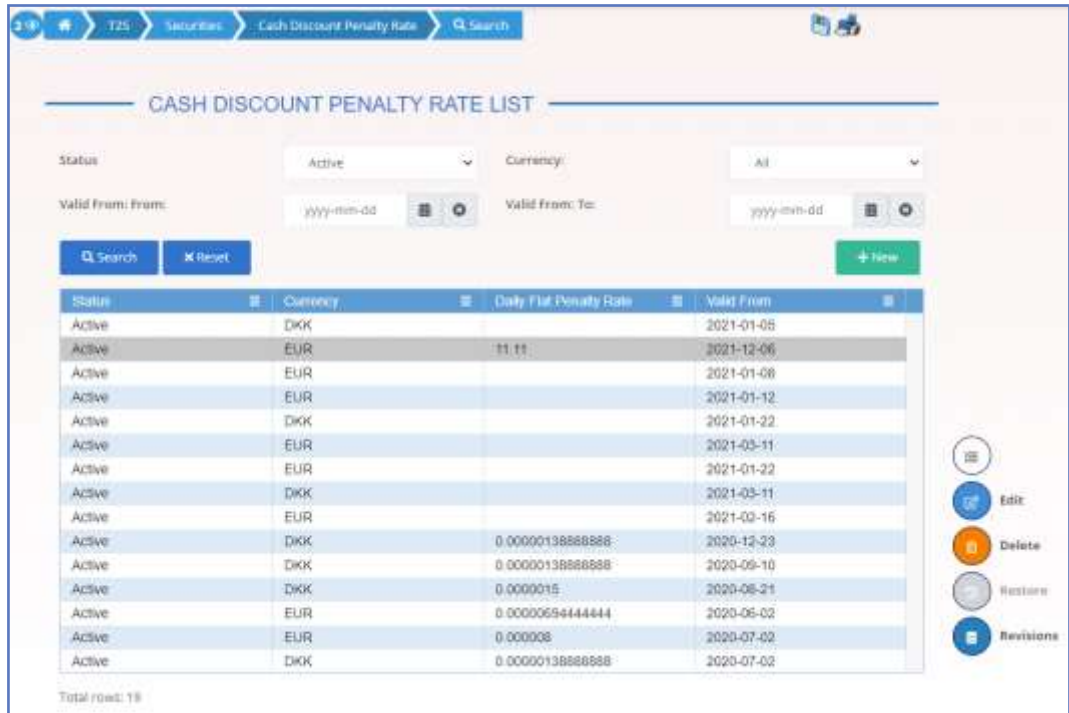 T2S Securities Cash Discount Penalty Rate Search
CASH DISCOUNT PENALTY RATE LIST
Status Active Currency: All
Valid From: From: yyyy-mm-dd Valid From: To: yyyy-mm-dd
Search Reset New
Status Currency Daily Flat Penalty Rate Valid From
Active DKK 2021-01-05
Active EUR 11.11 2021-12-06
Active EUR 2021-01-08
Active EUR 2021-01-12
Active DKK 2021-01-22
Active EUR 2021-03-11
Active EUR 2021-01-22
Active DKK 2021-03-11
Edit
Active EUR 2021-02-16
Active DKK 0.00000138888888 2020-12-23
Delete
Active DKK 0.00000138888888 2020-09-10
Active DKK 0.0000015 2020-08-21
Restore
Active EUR 0.00000694444444 2020-06-02
Active EUR 0.000008 2020-07-02
Revisions
Active DKK 0.00000138888888 2020-07-02
Total rows: 19